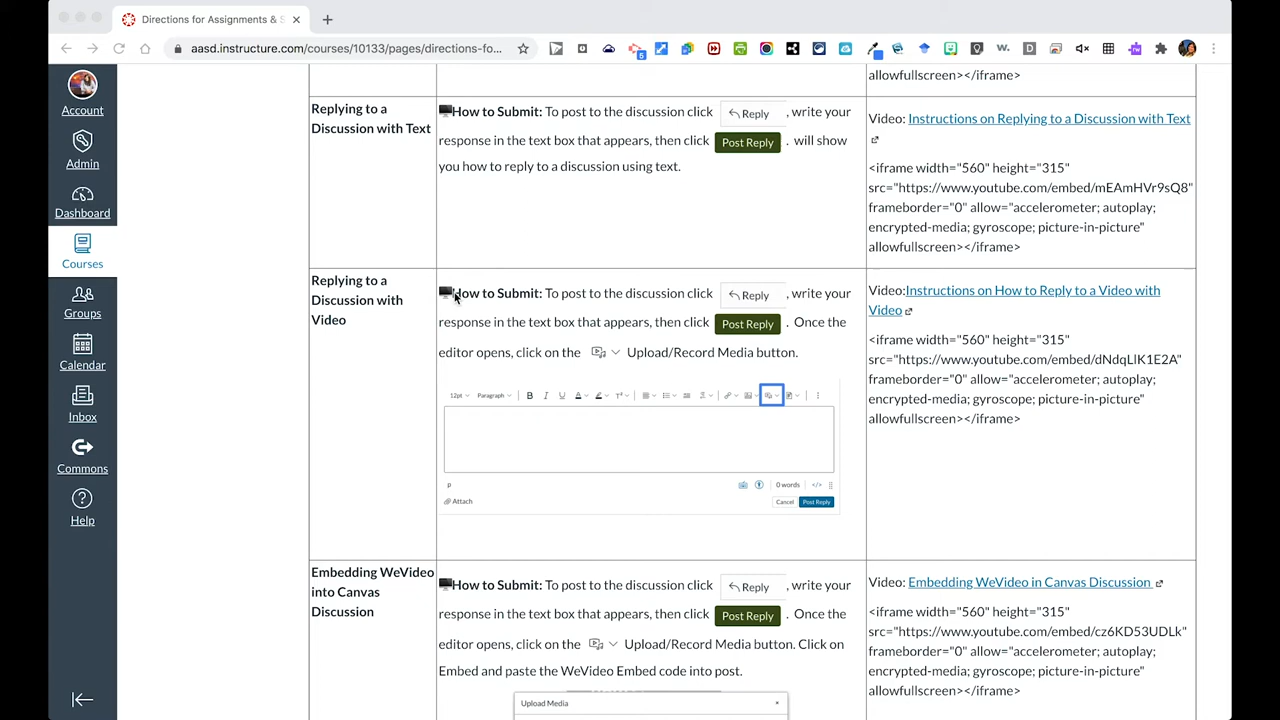 Directions for Assignments & S
aasd.instructure.com/courses/10133/pages/directions-fo...
5
W
D
Account
Admin
Dashboard
Courses
Groups
Calendar
Inbox
Commons
Help
allowfullscreen></iframe>
Replying to a
Discussion with Text
How to Submit: To post to the discussion click Reply , write your
response in the text box that appears, then click Post Reply . will show
you how to reply to a discussion using text.
Video: Instructions on Replying to a Discussion with Text
<iframe width="560" height="315"
src="https://www.youtube.com/embed/mEAmHVr9sQ8"
frameborder="0" allow="accelerometer; autoplay;
encrypted-media; gyroscope; picture-in-picture"
allowfullscreen></iframe>
Replying to a
Discussion with
Video
How to Submit: To post to the discussion click Reply , write your
response in the text box that appears, then click Post Reply . Once the
editor opens, click on the Upload/Record Media button.
12pt Paragraph B I U A T²
p
0 words </>
Attach
Cancel Post Reply
Video:Instructions on How to Reply to a Video with
Video
<iframe width="560" height="315"
src="https://www.youtube.com/embed/dNdqLlK1E2A"
frameborder="0" allow="accelerometer; autoplay;
encrypted-media; gyroscope; picture-in-picture"
allowfullscreen></iframe>
Embedding WeVideo
into Canvas
Discussion
How to Submit: To post to the discussion click Reply , write your
response in the text box that appears, then click Post Reply . Once the
editor opens, click on the Upload/Record Media button. Click on
Embed and paste the WeVideo Embed code into post.
Upload Media ×
Video: Embedding WeVideo in Canvas Discussion
<iframe width="560" height="315"
src="https://www.youtube.com/embed/cz6KD53UDLk"
frameborder="0" allow="accelerometer; autoplay;
encrypted-media; gyroscope; picture-in-picture"
allowfullscreen></iframe>